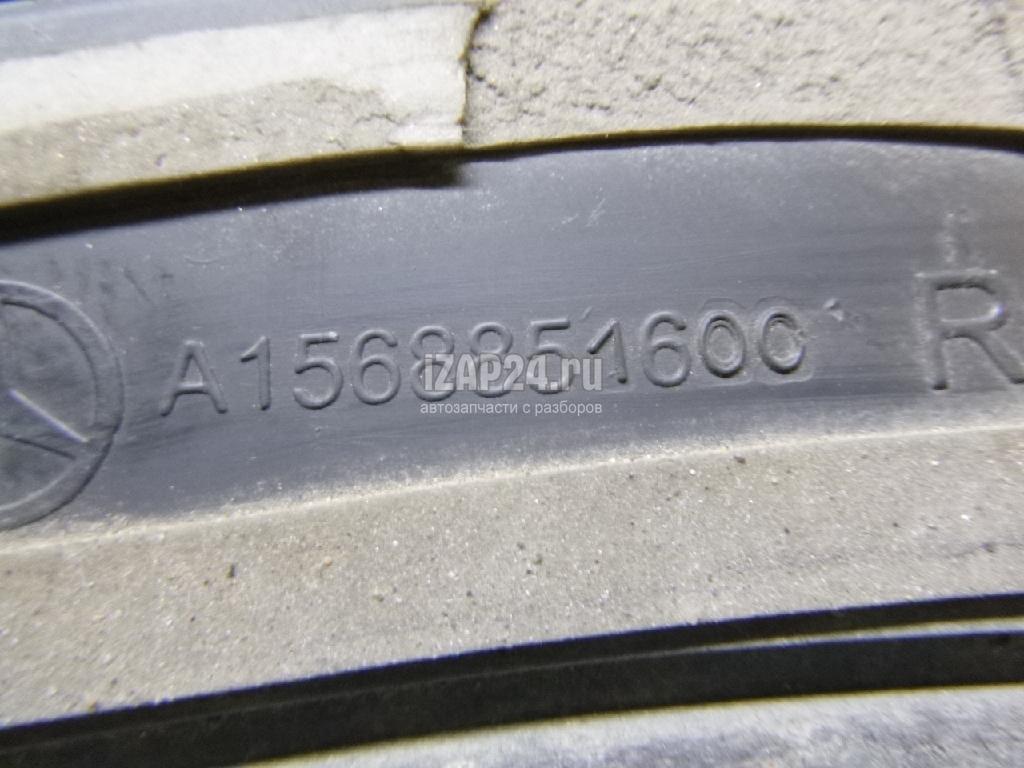 A1568851600 R
iZAP24.ru
автозапчасти с разборов